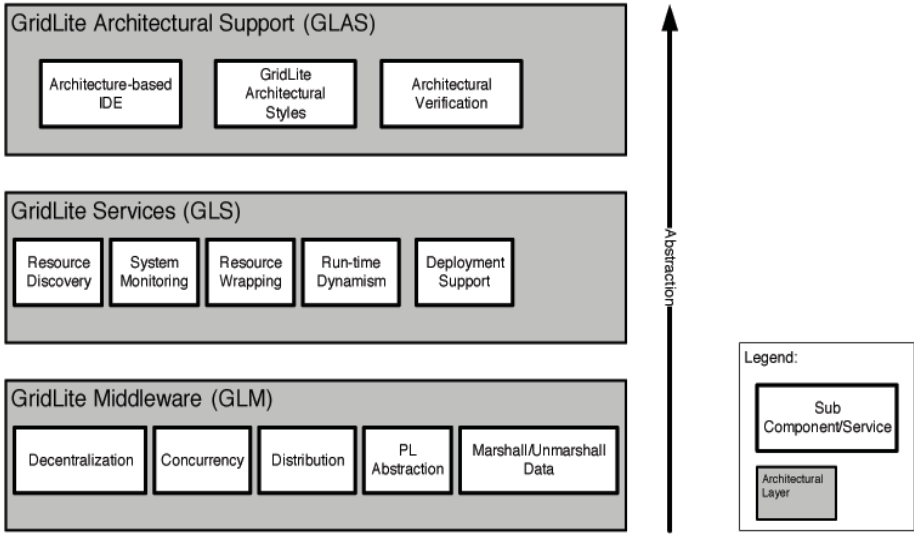 GridLite Architectural Support (GLAS)
Architecture-based
IDE
GridLite
Architectural
Styles
Architectural
Verification
GridLite Services (GLS)
Resource
Discovery
System
Monitoring
Resource
Wrapping
Run-time
Dynamism
Deployment
Support
GridLite Middleware (GLM)
Decentralization
Concurrency
Distribution
PL
Abstraction
Marshall/Unmarshall
Data
Abstraction
Legend:
Sub
Component/Service
Architectural
Layer